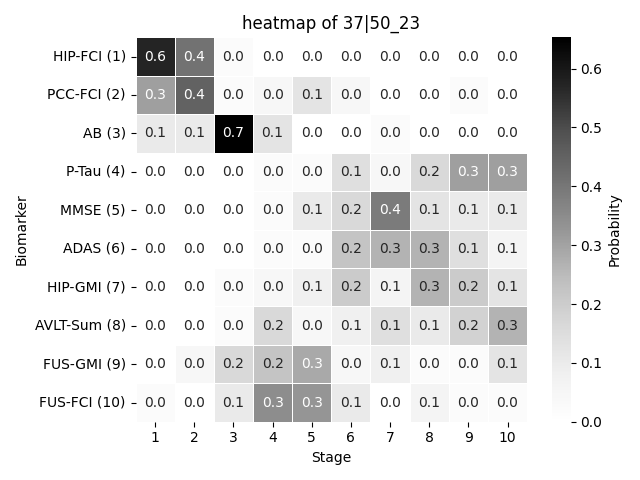 heatmap of 37|50_23
HIP-FCI (1) 0.6 0.4 0.0 0.0 0.0 0.0 0.0 0.0 0.0 0.0
PCC-FCI (2) 0.3 0.4 0.0 0.0 0.1 0.0 0.0 0.0 0.0 0.0
AB (3) 0.1 0.1 0.7 0.1 0.0 0.0 0.0 0.0 0.0 0.0
P-Tau (4) 0.0 0.0 0.0 0.0 0.0 0.1 0.0 0.2 0.3 0.3
MMSE (5) 0.0 0.0 0.0 0.0 0.1 0.2 0.4 0.1 0.1 0.1
ADAS (6) 0.0 0.0 0.0 0.0 0.0 0.2 0.3 0.3 0.1 0.1
HIP-GMI (7) 0.0 0.0 0.0 0.0 0.1 0.2 0.1 0.3 0.2 0.1
AVLT-Sum (8) 0.0 0.0 0.0 0.2 0.0 0.1 0.1 0.1 0.2 0.3
FUS-GMI (9) 0.0 0.0 0.2 0.2 0.3 0.0 0.1 0.0 0.0 0.1
FUS-FCI (10) 0.0 0.0 0.1 0.3 0.3 0.1 0.0 0.1 0.0 0.0
1 2 3 4 5 6 7 8 9 10
Stage
Biomarker
0.6
0.5
0.4
0.3
0.2
0.1
0.0
Probability